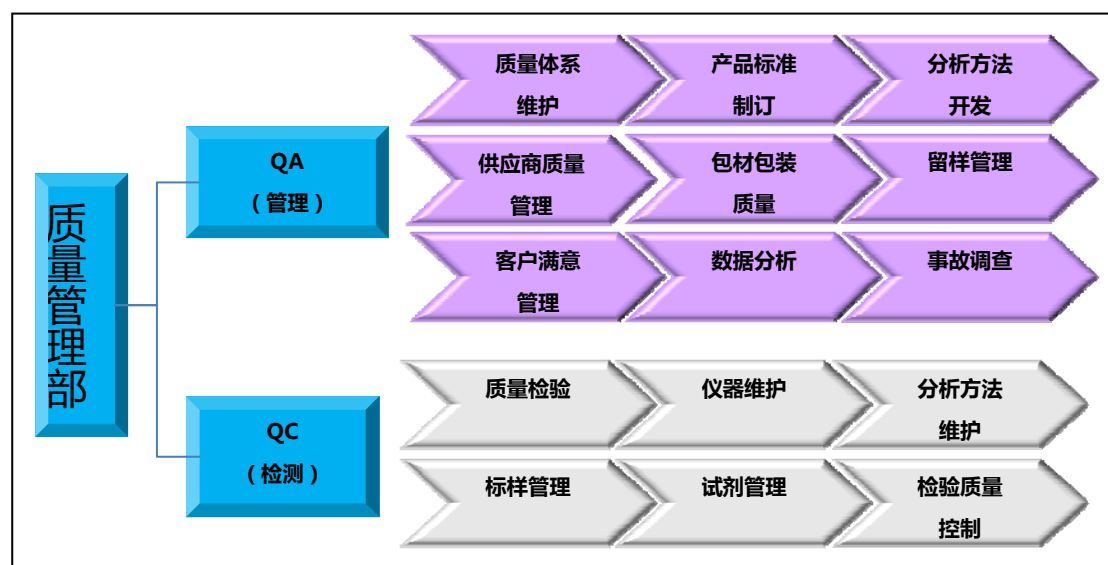 质量管理部
QA
（管理）
质量体系
维护
产品标准
制订
分析方法
开发
供应商质量
管理
包材包装
质量
留样管理
客户满意
管理
数据分析
事故调查
QC
（检测）
质量检验
仪器维护
分析方法
维护
标样管理
试剂管理
检验质量
控制